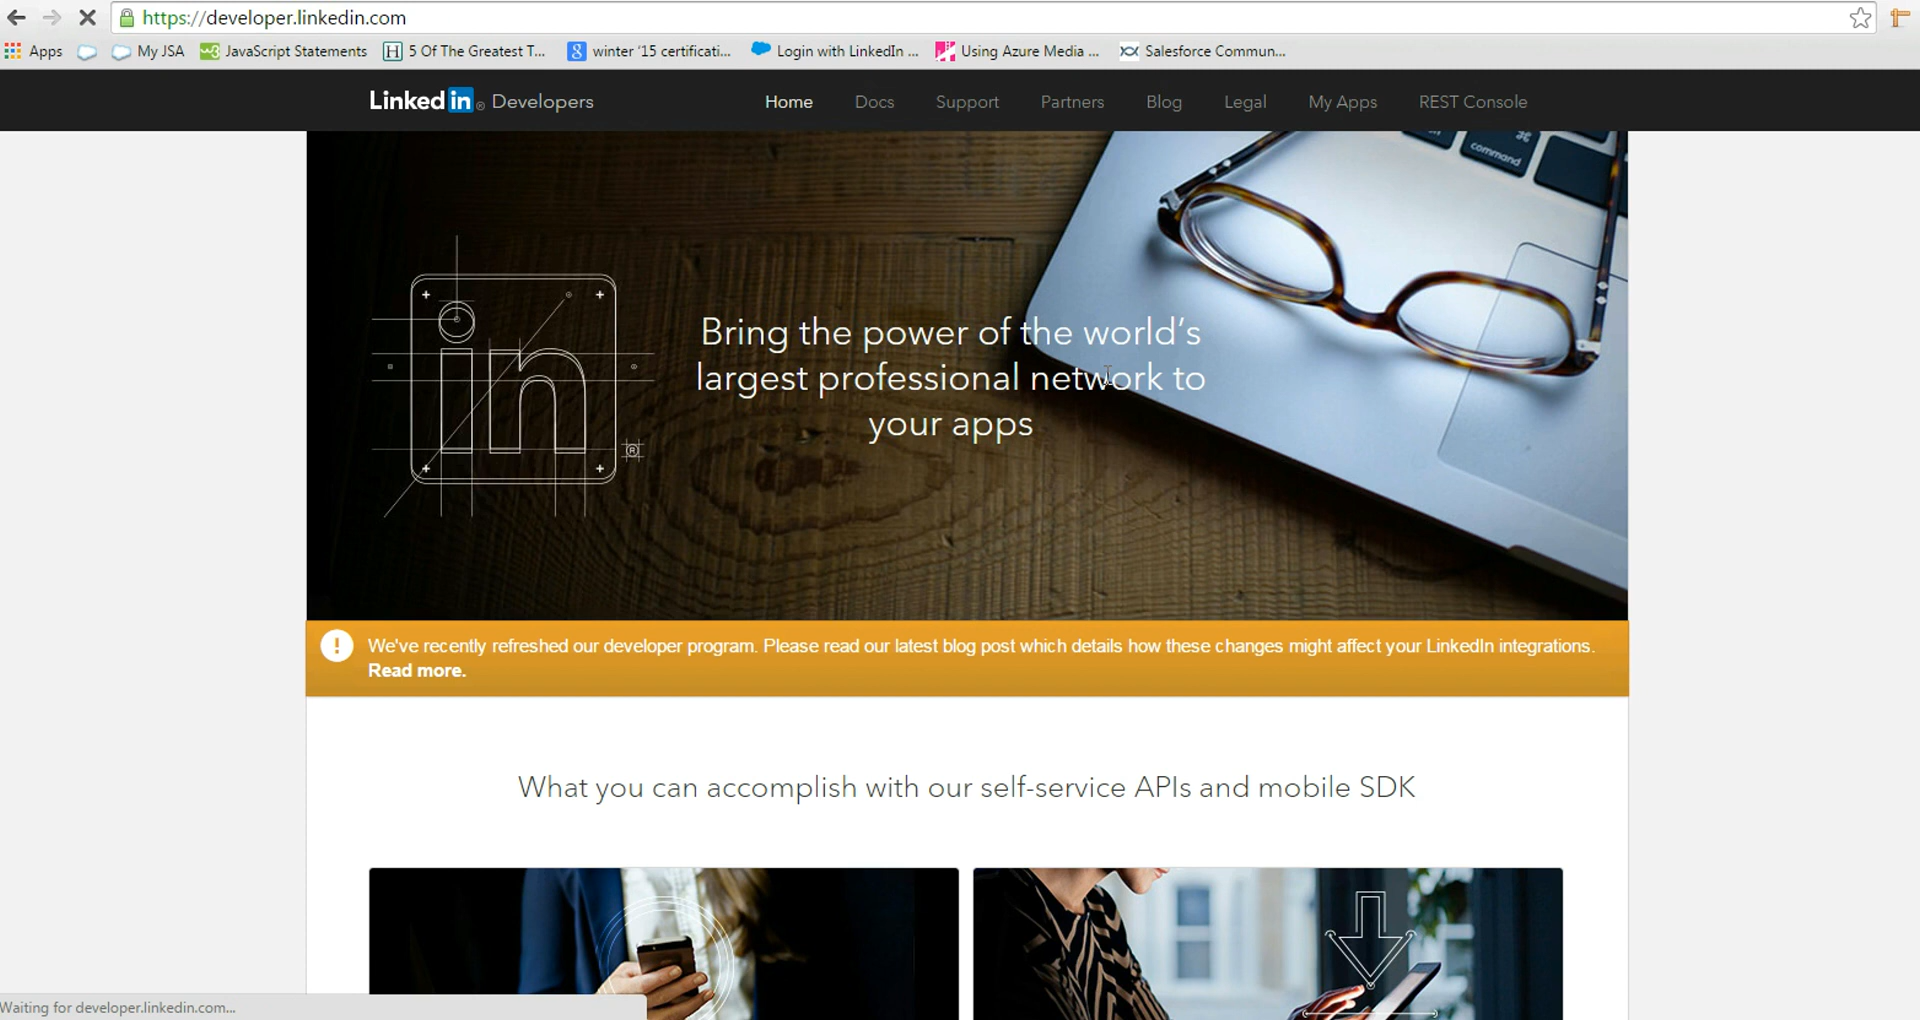 https://developer.linkedin.com
Apps My JSA JavaScript Statements 5 Of The Greatest T... winter '15 certificati... Login with LinkedIn ... Using Azure Media ... Salesforce Commun...
Linked in ® Developers Home Docs Support Partners Blog Legal My Apps REST Console
command
Bring the power of the world's
largest professional network to
your apps
in
®
We've recently refreshed our developer program. Please read our latest blog post which details how these changes might affect your LinkedIn integrations.
Read more.
What you can accomplish with our self-service APIs and mobile SDK
Waiting for developer.linkedin.com...